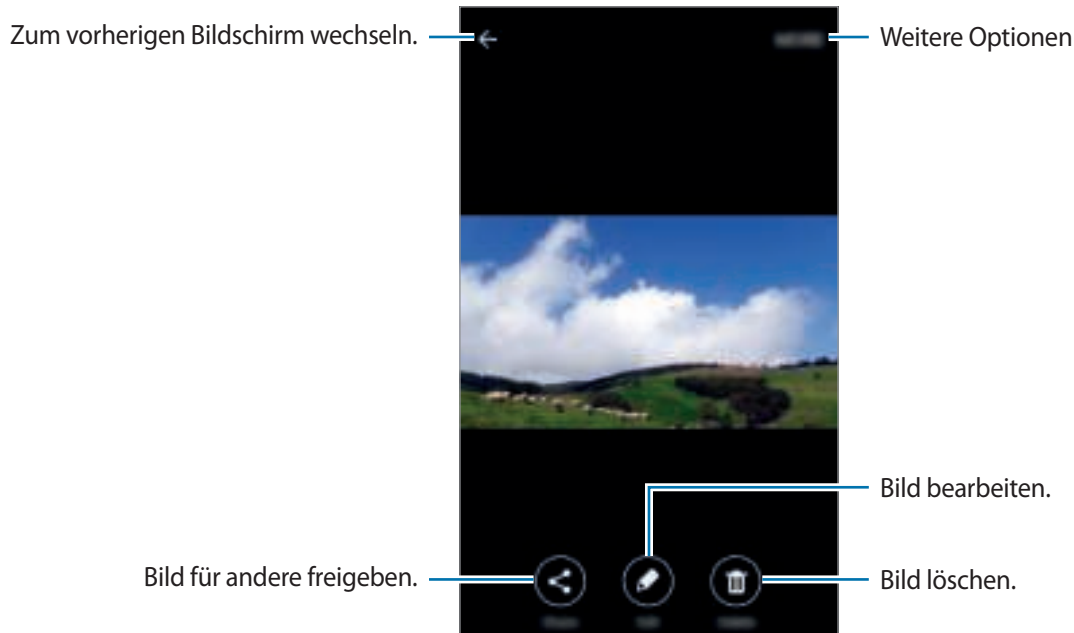 Zum vorherigen Bildschirm wechseln.
Weitere Optionen
Bild bearbeiten.
Bild für andere freigeben.
Bild löschen.